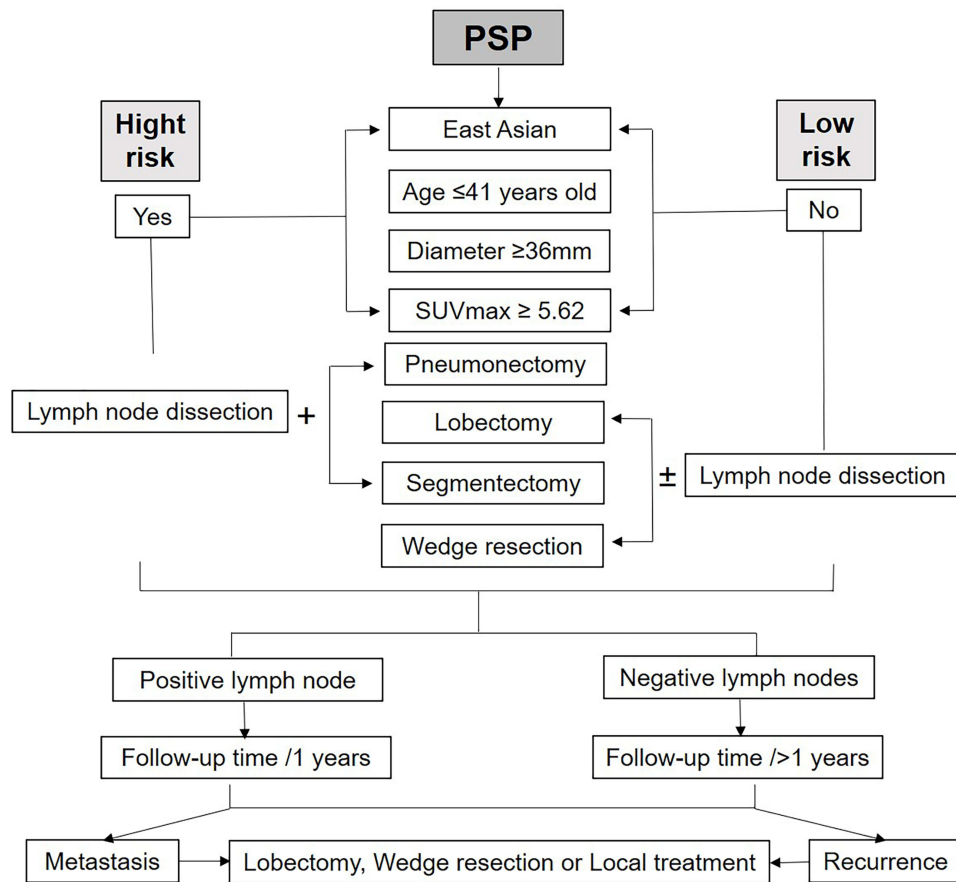 PSP
Hight
risk
East Asian
Low
risk
Yes
Age ≤41 years old
No
Diameter ≥36mm
SUVmax ≥ 5.62
Pneumonectomy
Lymph node dissection
+
Lobectomy
Segmentectomy
±
Lymph node dissection
Wedge resection
Positive lymph node
Negative lymph nodes
Follow-up time /1 years
Follow-up time />1 years
Metastasis
Lobectomy, Wedge resection or Local treatment
Recurrence